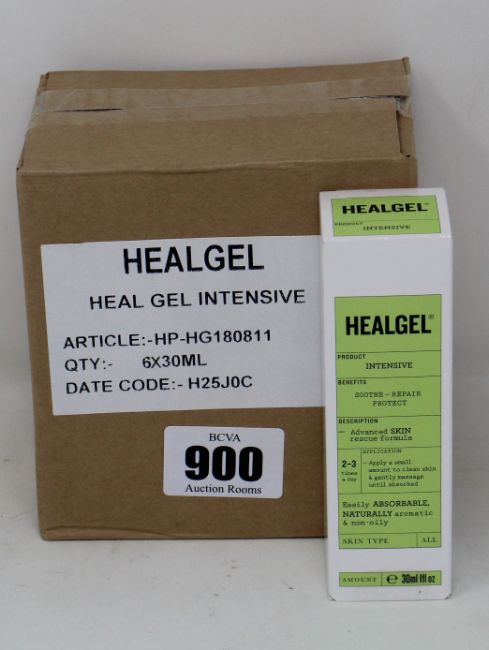 HEALGEL
HEAL GEL INTENSIVE
ARTICLE:-HP-HG180811
QTY:- 6X30ML
DATE CODE:- H25J0C
BCVA
900
Auction Rooms
HEALGEL
PRODUCT
INTENSIVE
HEALGEL®
PRODUCT
INTENSIVE
BENEFITS
SOOTHE - REPAIR
PROTECT
DESCRIPTION
— Advanced SKIN
rescue formula
2-3
times
a day
APPLICATION
- Apply a small
amount to clean skin
& gently massage
until absorbed
Easily ABSORBABLE,
NATURALLY aromatic
& non-oily
SKIN TYPE ALL
AMOUNT ℮ 30ml 1fl oz